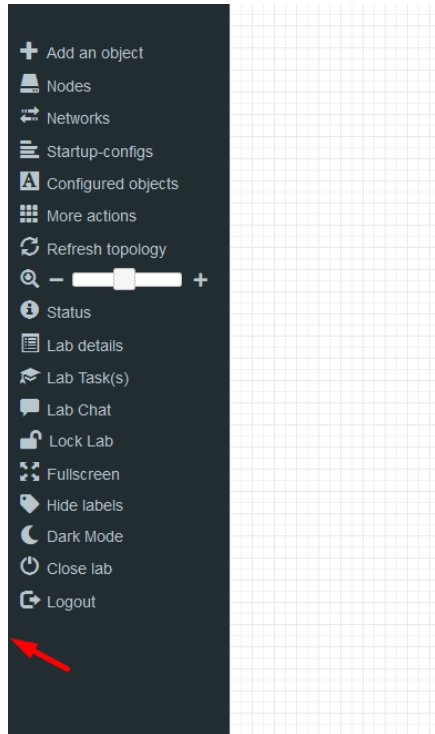 Add an object
Nodes
Networks
Startup-configs
Configured objects
More actions
Refresh topology
Status
Lab details
Lab Task(s)
Lab Chat
Lock Lab
Fullscreen
Hide labels
Dark Mode
Close lab
Logout